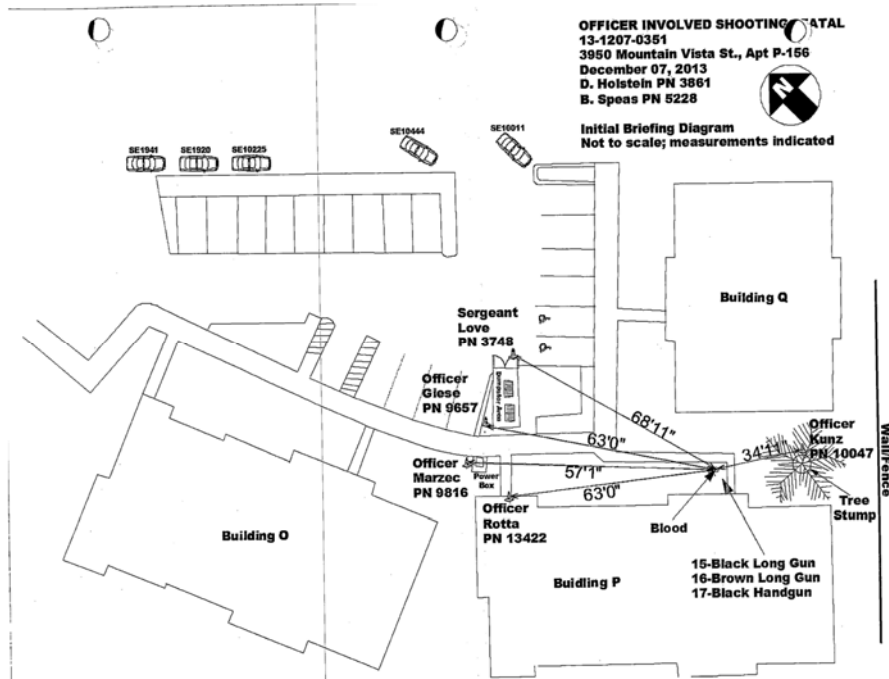 OFFICER INVOLVED SHOOTING
13-1207-0351
3950 Mountain Vista St., Apt P-156
December 07, 2013
D. Holstein PN 3861
B. Speas PN 5228
N
Initial Briefing Diagram
Not to scale; measurements indicated
SE1941
SE1920
SE10225
SE10444
SE16011
Building Q
Sergeant
Love
PN 3748
Officer
Giese
PN 9657
Dumpster Area
68'11"
63'0"
Officer
Kunz
PN 10047
34'11"
Wall/Fence
Officer
Marzec
PN 9816
Power
Box
57'1"
63'0"
Officer
Rotta
PN 13422
Tree
Stump
Blood
Building O
15-Black Long Gun
16-Brown Long Gun
17-Black Handgun
Buidling P